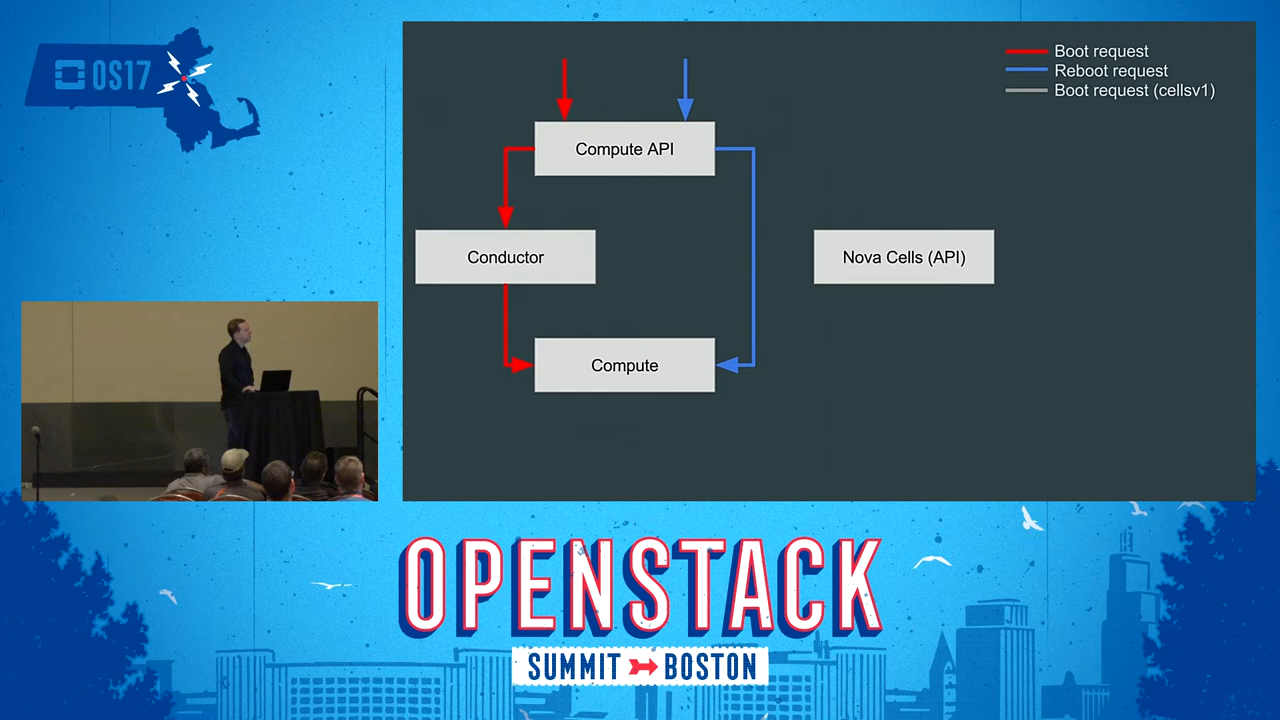 OS17
Boot request
Reboot request
Boot request (cellsv1)
Compute API
Conductor
Nova Cells (API)
Compute
OPENSTACK
SUMMIT BOSTON